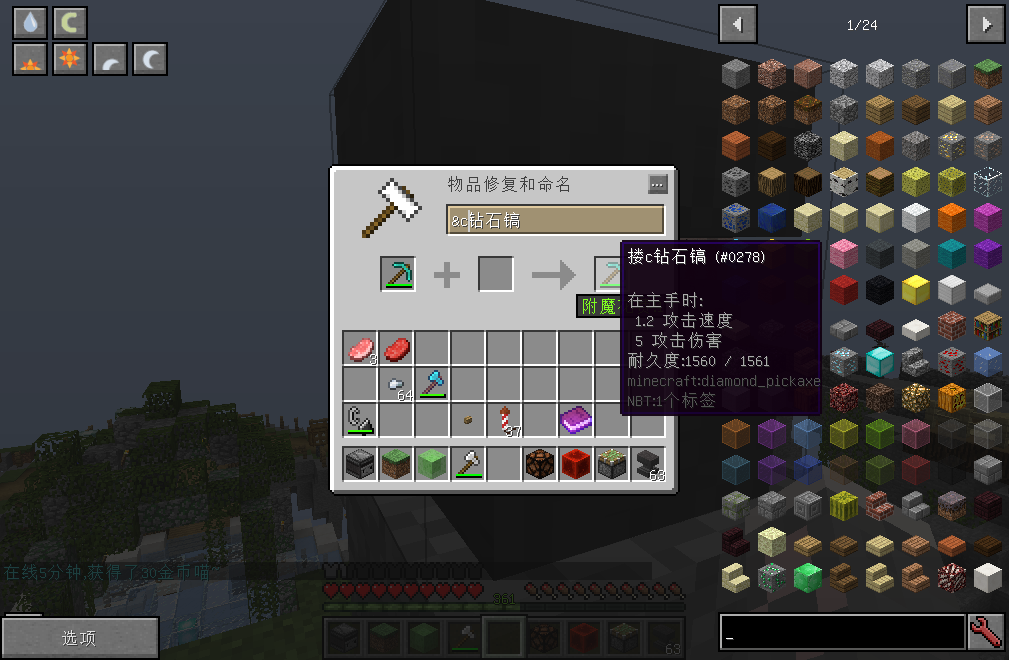 1/24
物品修复和命名
...
&c钻石镐
搂c钻石镐 (#0278)
附魔
在主手时:
1.2 攻击速度
5 攻击伤害
耐久度:1560 / 1561
minecraft:diamond_pickaxe
NBT:1个标签
3
64
37
63
在线5分钟,获得了30金币喵~
361
选项
63
_